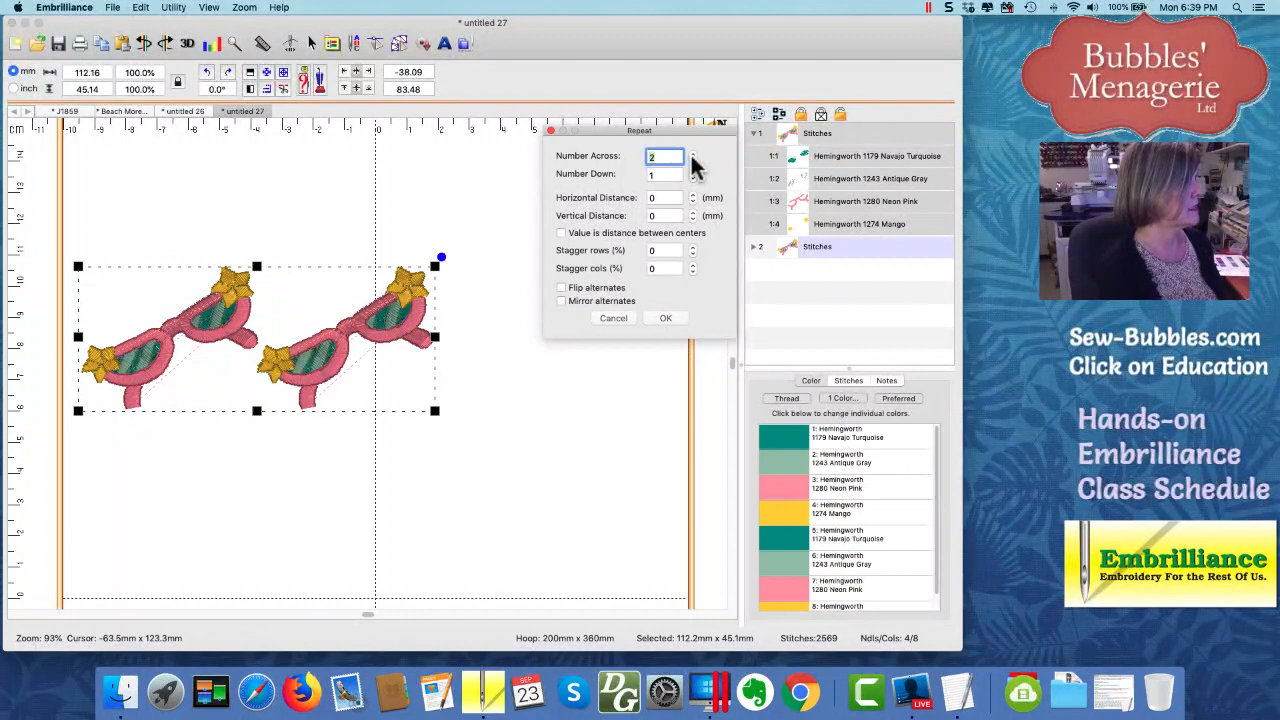 Embrilliance File Edit Utility View Zoom Help
Mon 6:39 PM
* untitled 27
3D
A
mm 112.16 100.0% -38.09
inch 45.14 100.0% 0.0° 83.48
* J1859 * Beach More... * untitled 26 * untitled 27
cm
Repeat
Number Across: 2
Number Down: 1
Horizontal Distance: 0 (mm)
Vertical Distance: 0 (mm)
Value is distance between centers
Stagger rows (%) 0
Stagger cols (%) 0
Flip alternates
Mirror alternates
Cancel OK
1 Stitches
1:1 Hemingworth 1179 Navajo Turquoise
1:2 Hemingworth 1243 Antique Gray
1:3 Hemingworth 1280 Neon Pink
1:4 Hemingworth 1274 Mango
2 Stitches
Color Stitches Notes
Thread 1 Color... Preferred
Click below to change individual colors.
1: Hemingworth
1179 Navajo Turquoise
2: Hemingworth
1243 Antique Gray
3: Hemingworth
1280 Neon Pink
4: Hemingworth
1274 Mango
5: Hemingworth
1179 Navajo Turquoise
6: Hemingworth
1243 Antique Gray
7: Hemingworth
1280 Neon Pink
8: Hemingworth
Zoom: 93% Cursor: -63.5mm x 123.3mm Hoop: 200mm x 360mm Selected: 112.2mm x 45.1mm Stitches:2569 Ndls/Cols: 4/8
Bubbles'
Menagerie
Ltd
Sew-Bubbles.com
Click on Education
Hands-on
Embrilliance
Class Schedule
Embrilliance
Embroidery For the Rest Of Us.
SEP
23
S
DG
LIVE